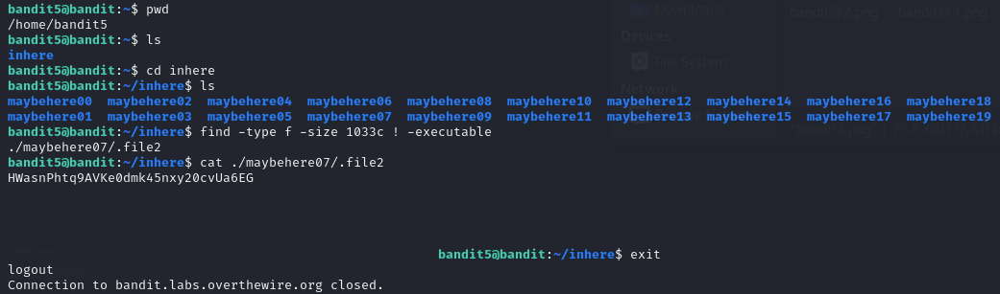 bandit5@bandit:~$ pwd
/home/bandit5
bandit5@bandit:~$ ls
inhere
bandit5@bandit:~$ cd inhere
bandit5@bandit:~/inhere$ ls
maybehere00  maybehere02  maybehere04  maybehere06  maybehere08  maybehere10  maybehere12  maybehere14  maybehere16  maybehere18
maybehere01  maybehere03  maybehere05  maybehere07  maybehere09  maybehere11  maybehere13  maybehere15  maybehere17  maybehere19
bandit5@bandit:~/inhere$ find -type f -size 1033c ! -executable
./maybehere07/.file2
bandit5@bandit:~/inhere$ cat ./maybehere07/.file2
HWasnPhtq9AVKe0dmk45nxy20cvUa6EG
bandit5@bandit:~/inhere$ exit
logout
Connection to bandit.labs.overthewire.org closed.
Downloads
bandit@2.png
bandit@4.png
Devices
File System
Network